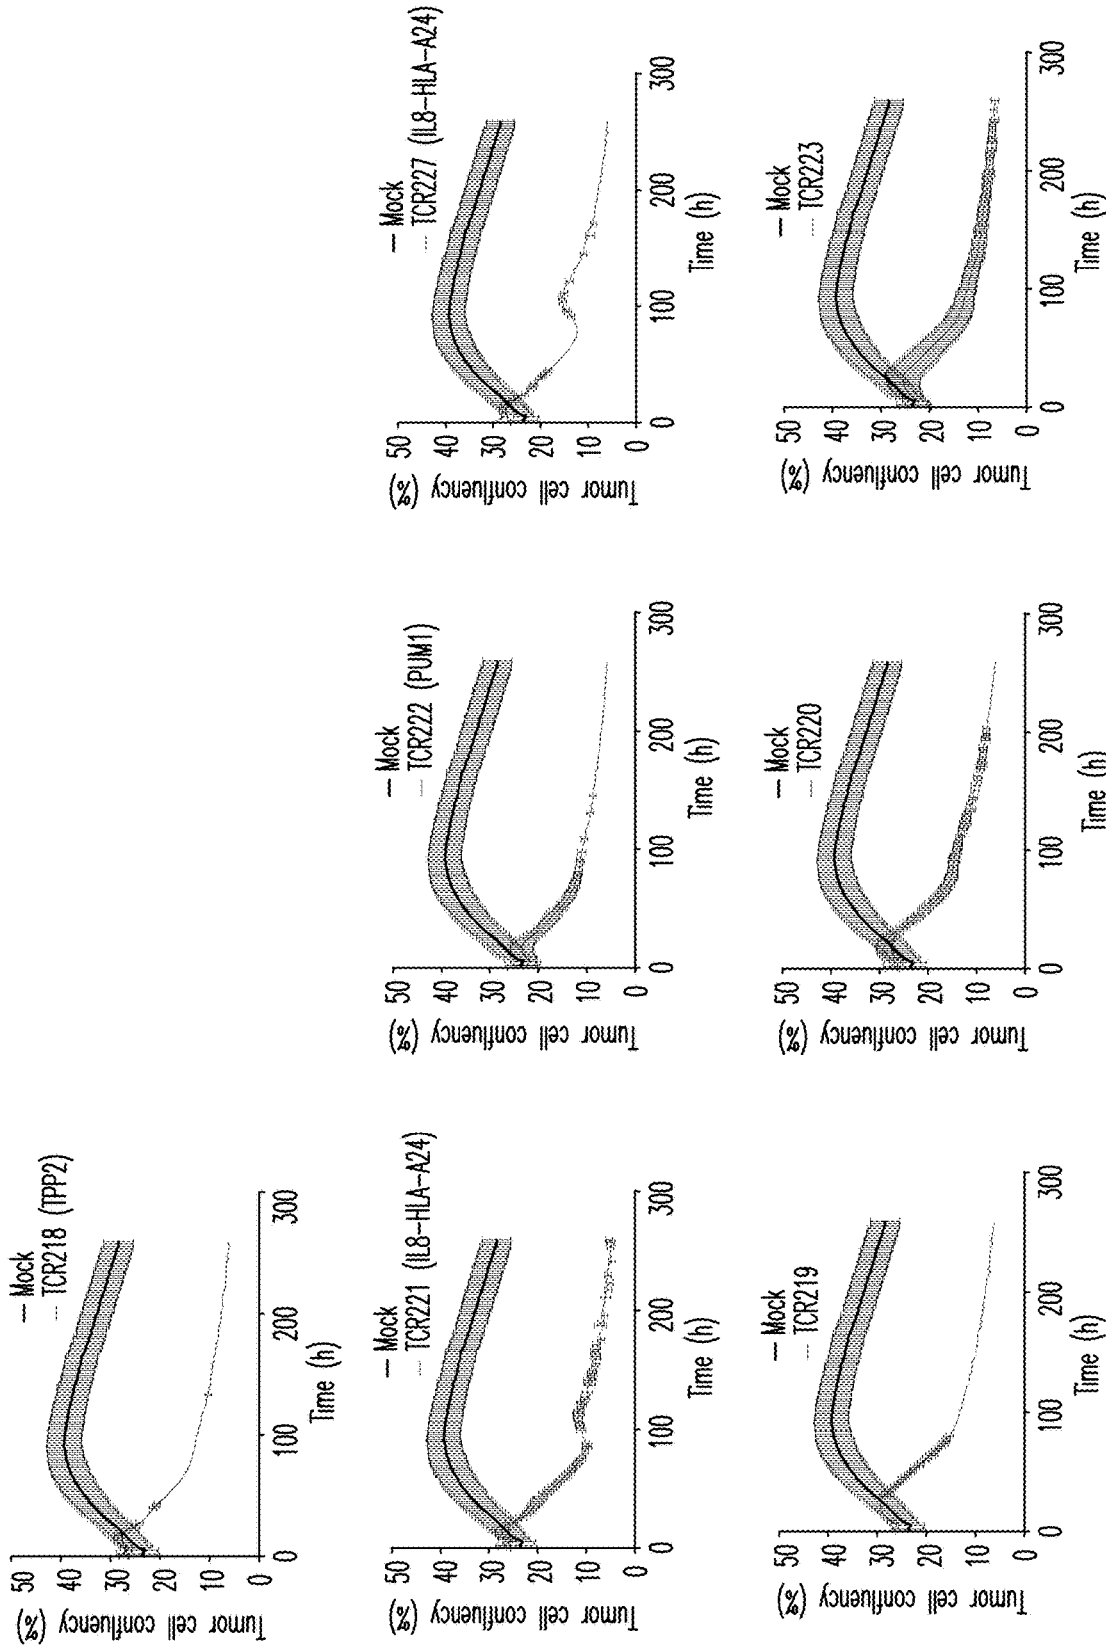 — Mock
— TCR218 (TPP2)
Tumor cell confluency (%)
50
40
30
20
10
0
0
100
200
300
Time (h)
— Mock
— TCR221 (IL8-HLA-A24)
Tumor cell confluency (%)
50
40
30
20
10
0
0
100
200
300
Time (h)
— Mock
— TCR222 (PUM1)
Tumor cell confluency (%)
50
40
30
20
10
0
0
100
200
300
Time (h)
— Mock
— TCR227 (IL8-HLA-A24)
Tumor cell confluency (%)
50
40
30
20
10
0
0
100
200
300
Time (h)
— Mock
— TCR219
Tumor cell confluency (%)
50
40
30
20
10
0
0
100
200
300
Time (h)
— Mock
— TCR220
Tumor cell confluency (%)
50
40
30
20
10
0
0
100
200
300
Time (h)
— Mock
— TCR223
Tumor cell confluency (%)
50
40
30
20
10
0
0
100
200
300
Time (h)